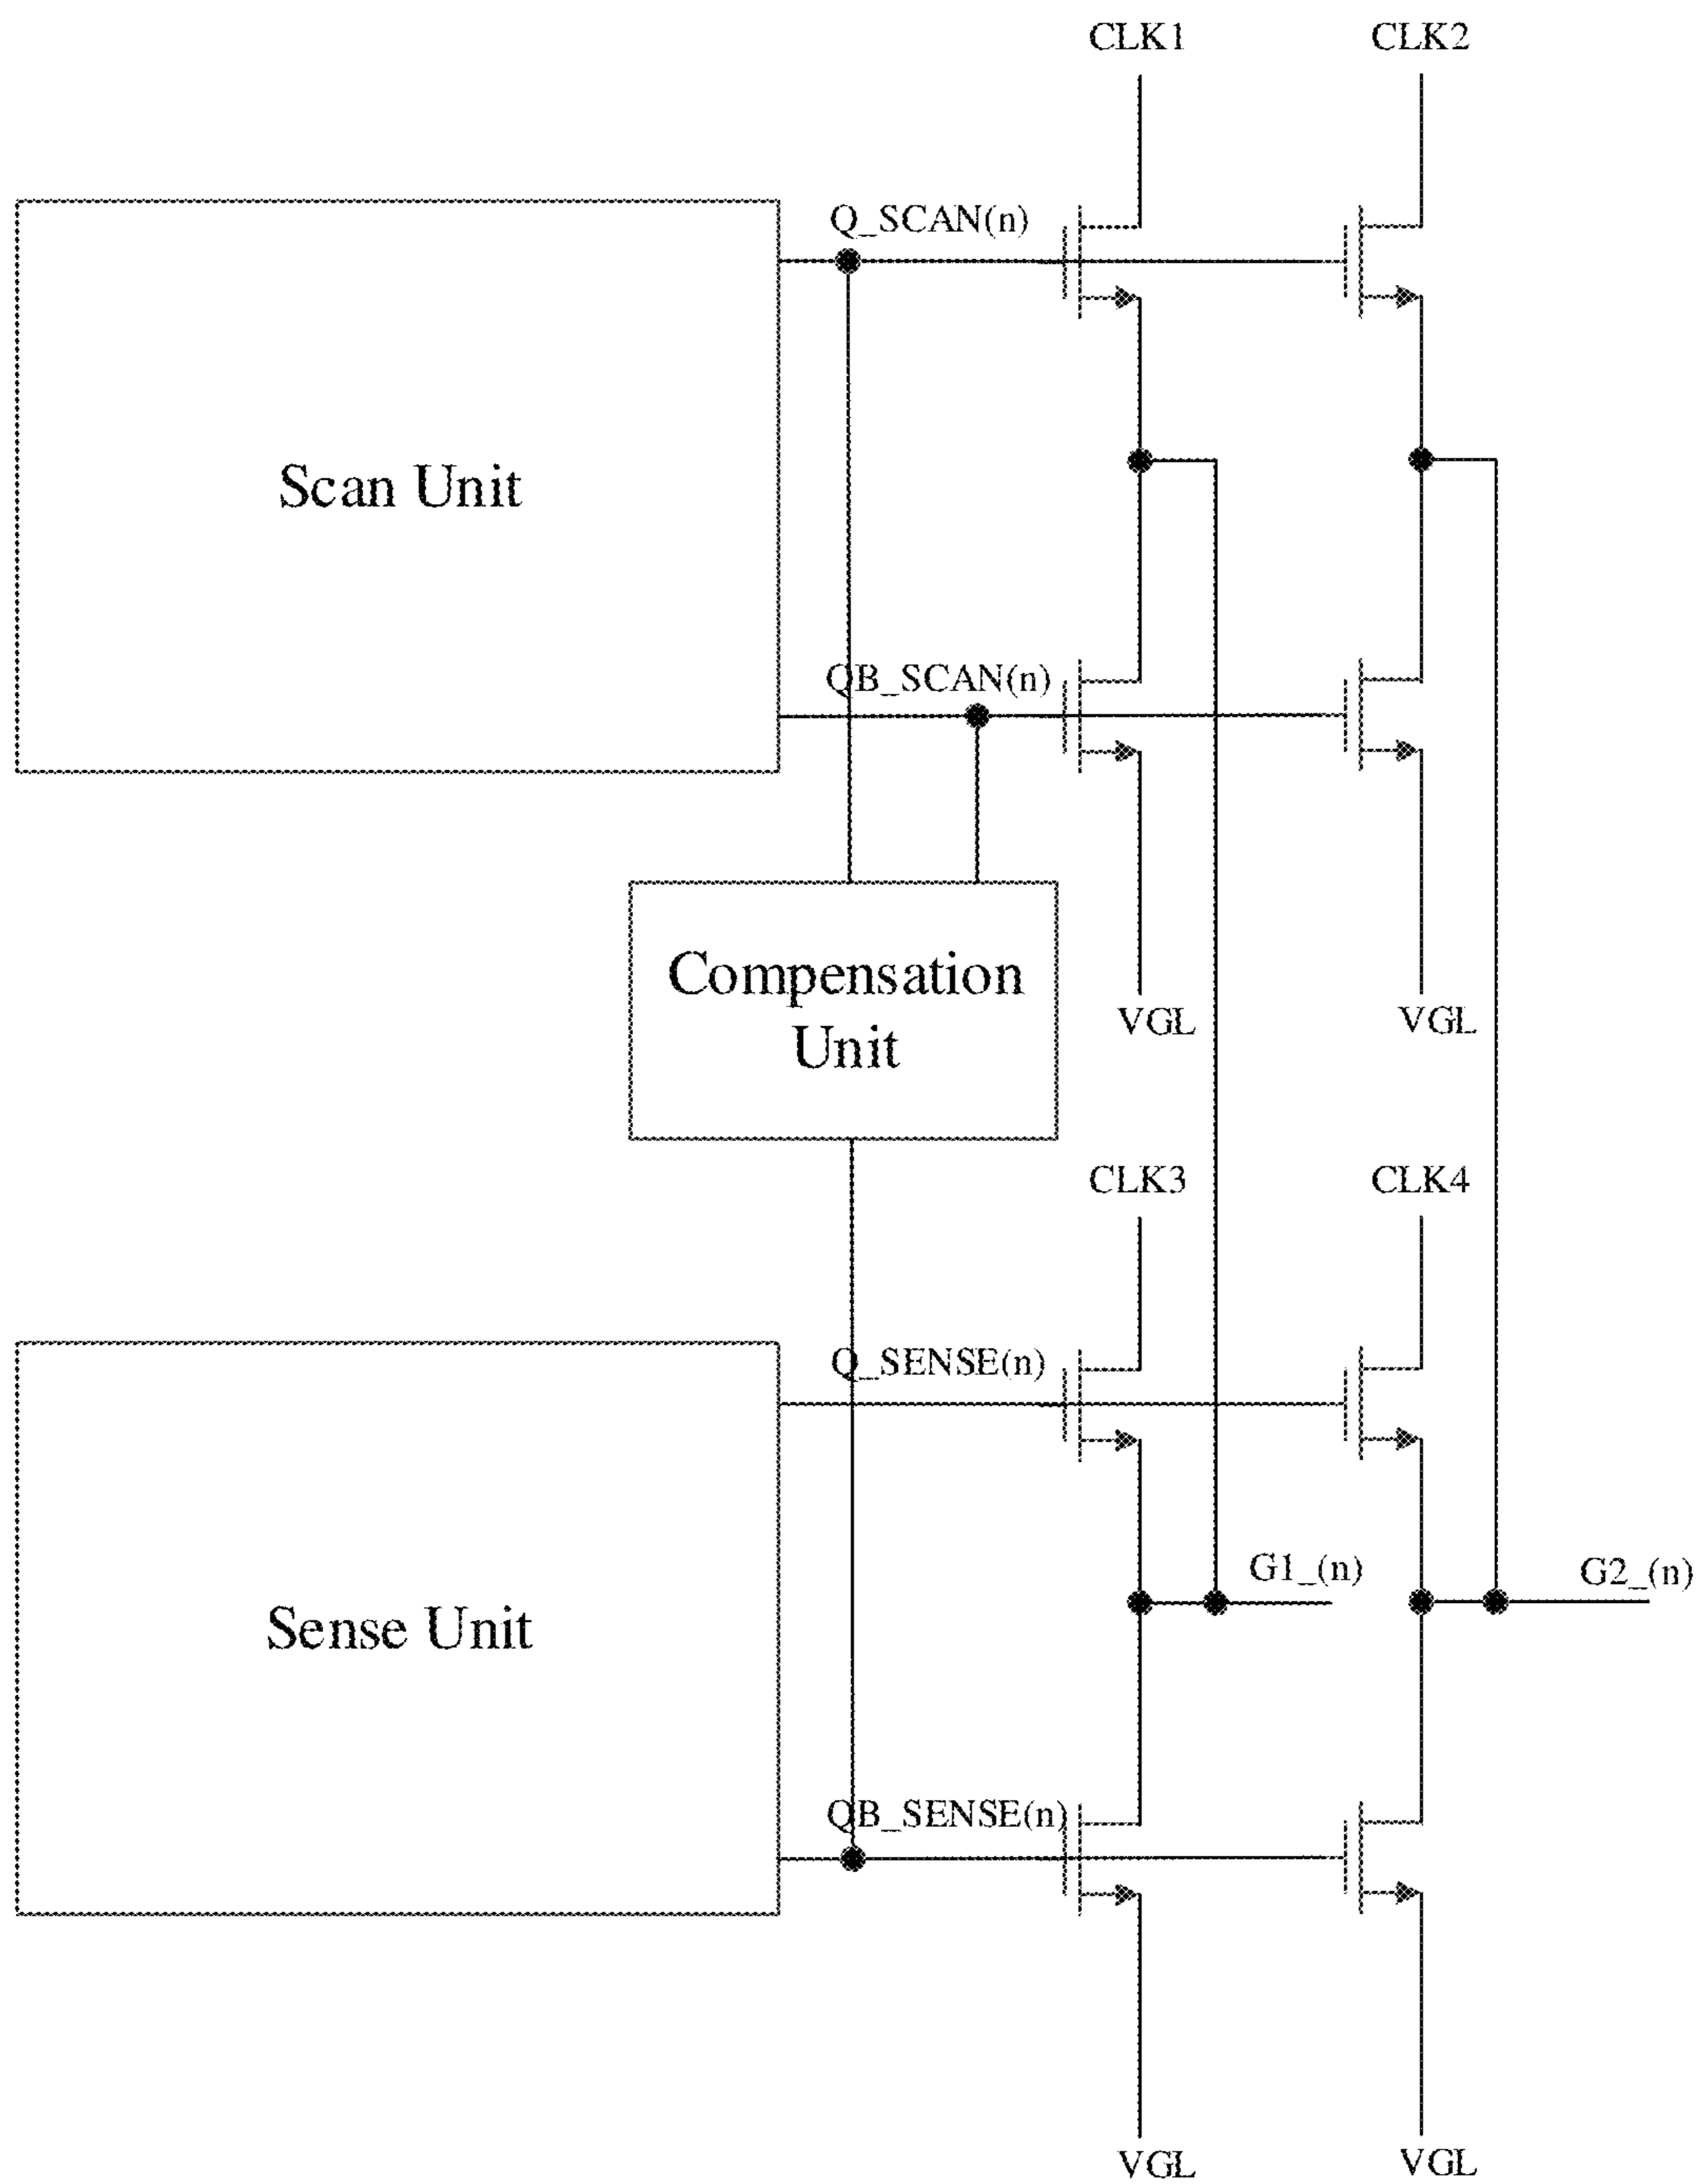 CLK1
CLK2
Q_SCAN(n)
Scan Unit
QB_SCAN(n)
Compensation
Unit
VGL
VGL
CLK3
CLK4
Q_SENSE(n)
G1_(n)
G2_(n)
Sense Unit
QB_SENSE(n)
VGL
VGL